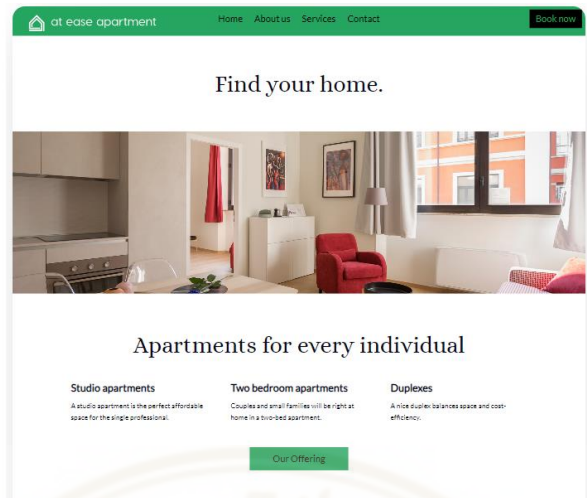 at ease apartment
Home About us Services Contact
Book now
Find your home.
Apartments for every individual
Studio apartments
A studio apartment is the perfect affordable
space for the single professional.
Two bedroom apartments
Couples and small families will be right at
home in a two-bed apartment.
Duplexes
A nice duplex balances space and cost-
efficiency.
Our Offering